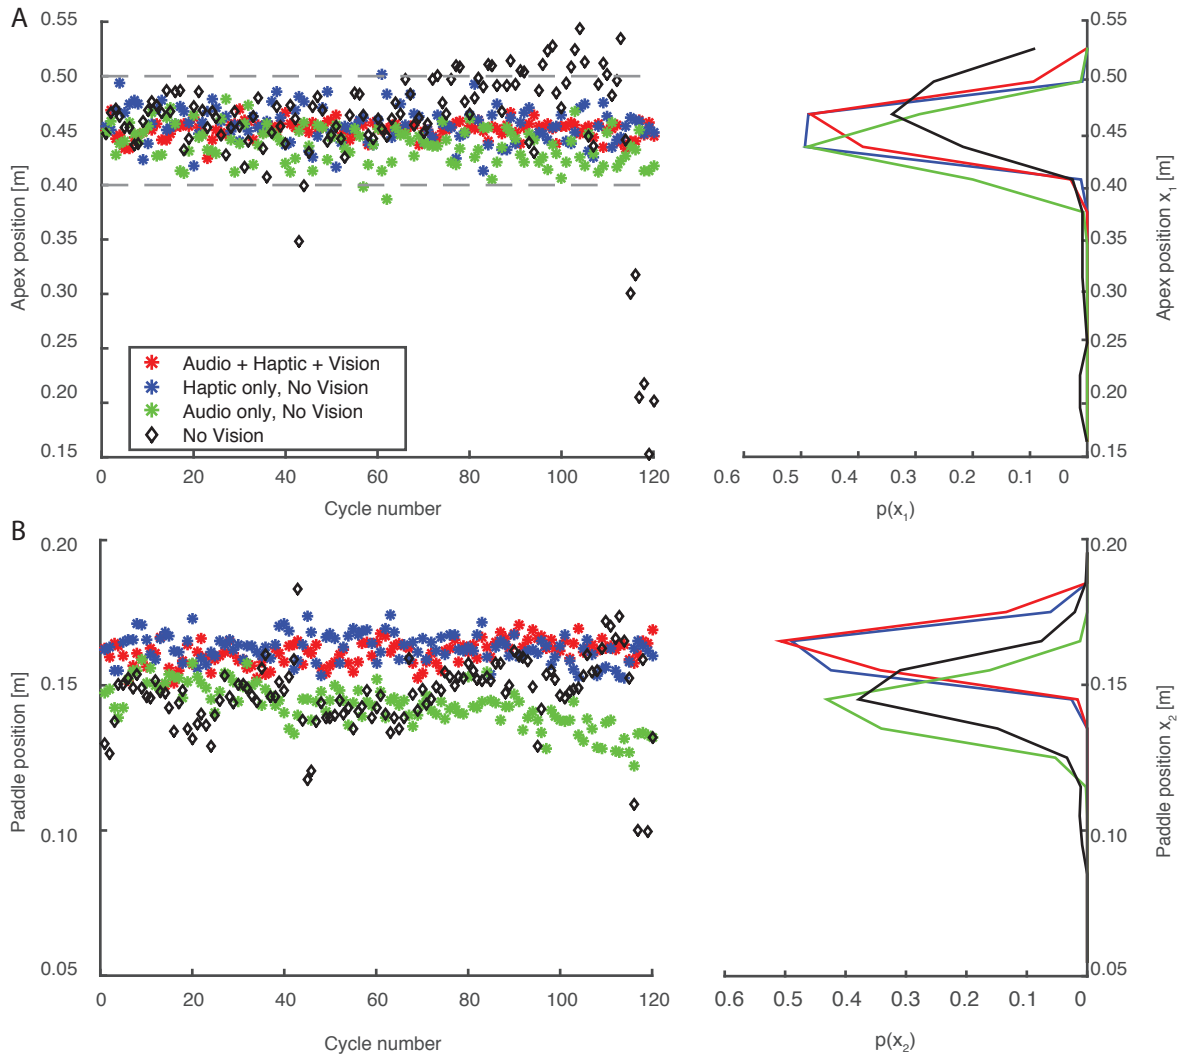 A
0.55
0.50
0.45
0.40
0.35
0.30
0.25
0.20
0.15
Apex position [m]
Audio + Haptic + Vision
Haptic only, No Vision
Audio only, No Vision
No Vision
0 20 40 60 80 100 120
Cycle number
0.55
0.50
0.45
0.40
0.35
0.30
0.25
0.20
0.15
Apex position x₁ [m]
0.6 0.5 0.4 0.3 0.2 0.1 0
p(x₁)
B
0.20
0.15
0.10
0.05
Paddle position [m]
0 20 40 60 80 100 120
Cycle number
0.20
0.15
0.10
0.05
Paddle position x₂ [m]
0.6 0.5 0.4 0.3 0.2 0.1 0
p(x₂)